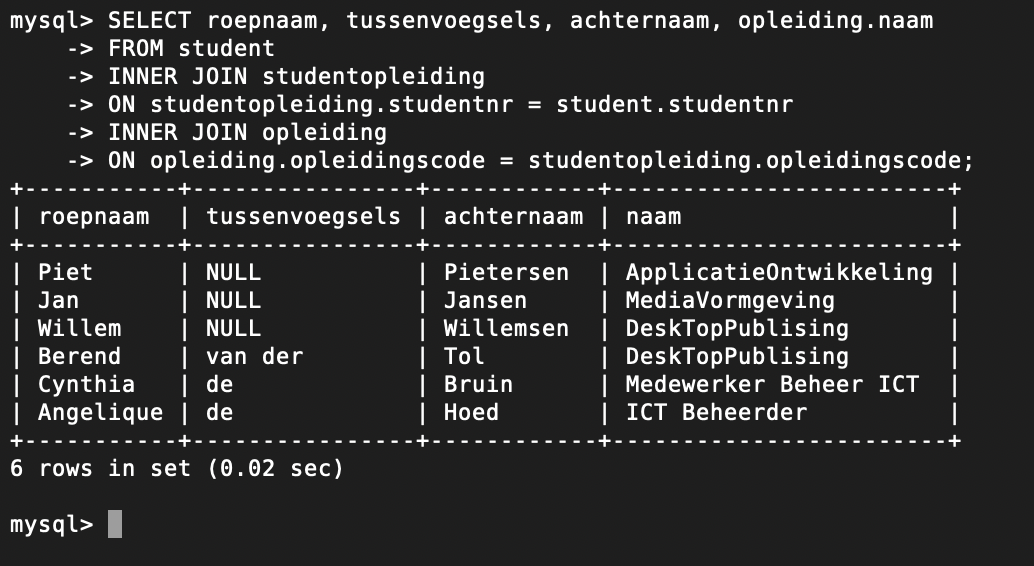 mysql> SELECT roepnaam, tussenvoegsels, achternaam, opleiding.naam
    -> FROM student
    -> INNER JOIN studentopleiding
    -> ON studentopleiding.studentnr = student.studentnr
    -> INNER JOIN opleiding
    -> ON opleiding.opleidingscode = studentopleiding.opleidingscode;
+-----------+----------------+------------+------------------------+
| roepnaam  | tussenvoegsels | achternaam | naam                   |
+-----------+----------------+------------+------------------------+
| Piet      | NULL           | Pietersen  | ApplicatieOntwikkeling |
| Jan       | NULL           | Jansen     | MediaVormgeving        |
| Willem    | NULL           | Willemsen  | DeskTopPublising       |
| Berend    | van der        | Tol        | DeskTopPublising       |
| Cynthia   | de             | Bruin      | Medewerker Beheer ICT  |
| Angelique | de             | Hoed       | ICT Beheerder          |
+-----------+----------------+------------+------------------------+
6 rows in set (0.02 sec)

mysql>